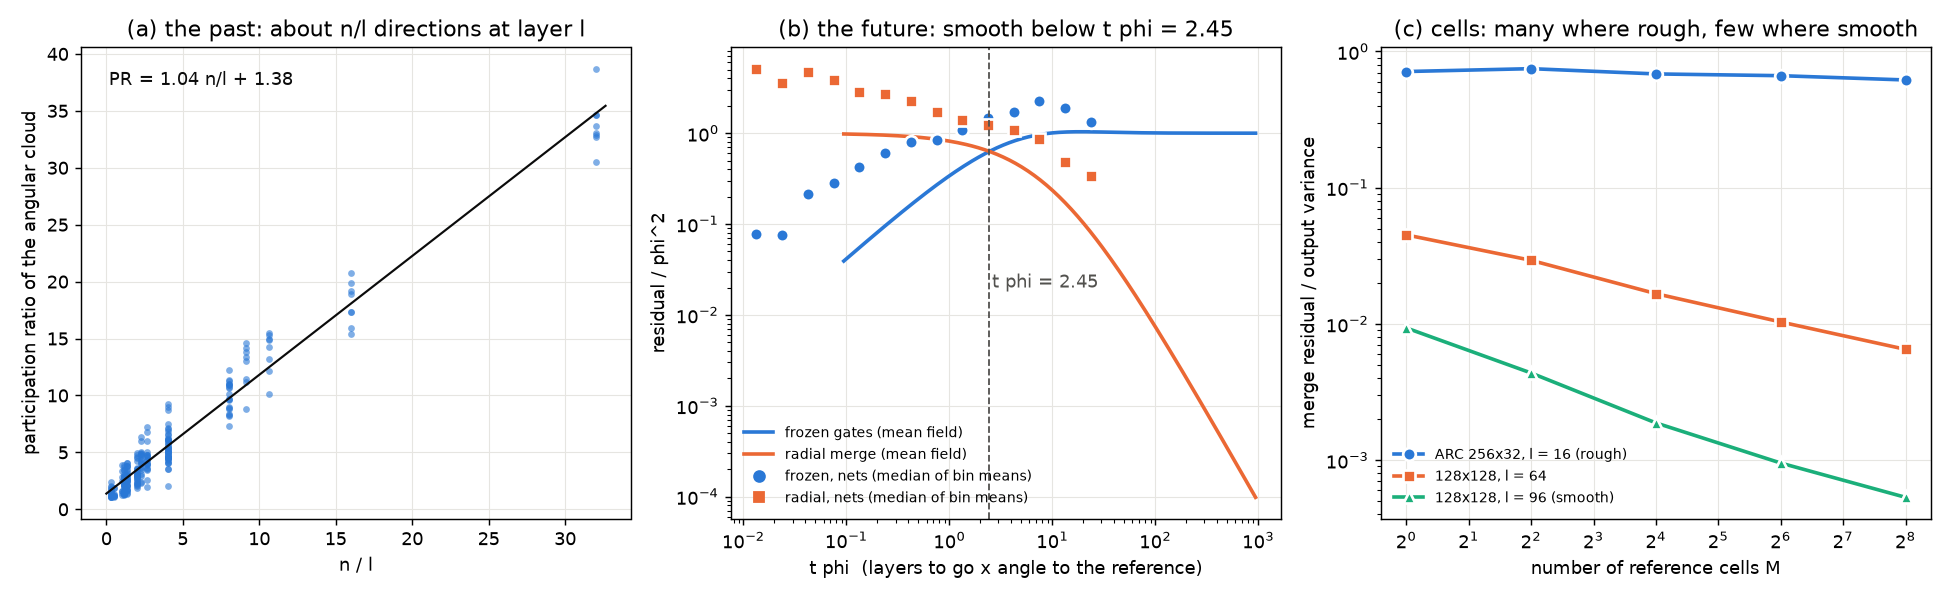 (a) the past: about n/l directions at layer l
participation ratio of the angular cloud
40
35
30
25
20
15
10
5
0
PR = 1.04 n/l + 1.38
0 5 10 15 20 25 30
n / l
(b) the future: smooth below t phi = 2.45
residual / phi^2
10^0
10^-1
10^-2
10^-3
10^-4
t phi = 2.45
frozen gates (mean field)
radial merge (mean field)
frozen, nets (median of bin means)
radial, nets (median of bin means)
10^-2 10^-1 10^0 10^1 10^2 10^3
t phi (layers to go x angle to the reference)
(c) cells: many where rough, few where smooth
merge residual / output variance
10^0
10^-1
10^-2
10^-3
ARC 256x32, l = 16 (rough)
128x128, l = 64
128x128, l = 96 (smooth)
2^0 2^1 2^2 2^3 2^4 2^5 2^6 2^7 2^8
number of reference cells M